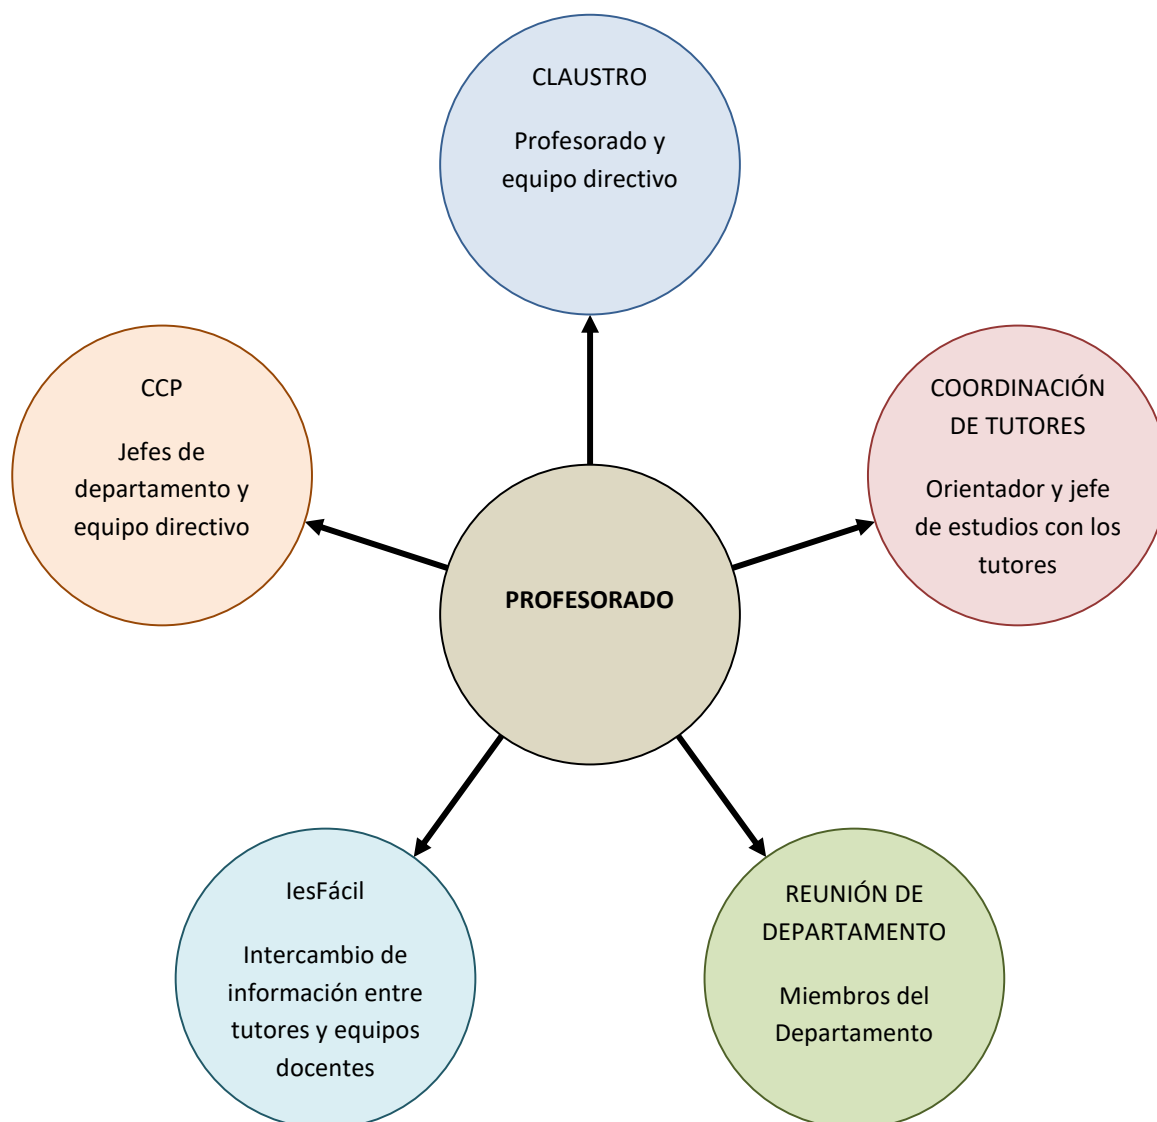 CLAUSTRO
Profesorado y
equipo directivo
CCP
Jefes de
departamento y
equipo directivo
COORDINACIÓN
DE TUTORES
Orientador y jefe
de estudios con los
tutores
PROFESORADO
IesFácil
Intercambio de
información entre
tutores y equipos
docentes
REUNIÓN DE
DEPARTAMENTO
Miembros del
Departamento